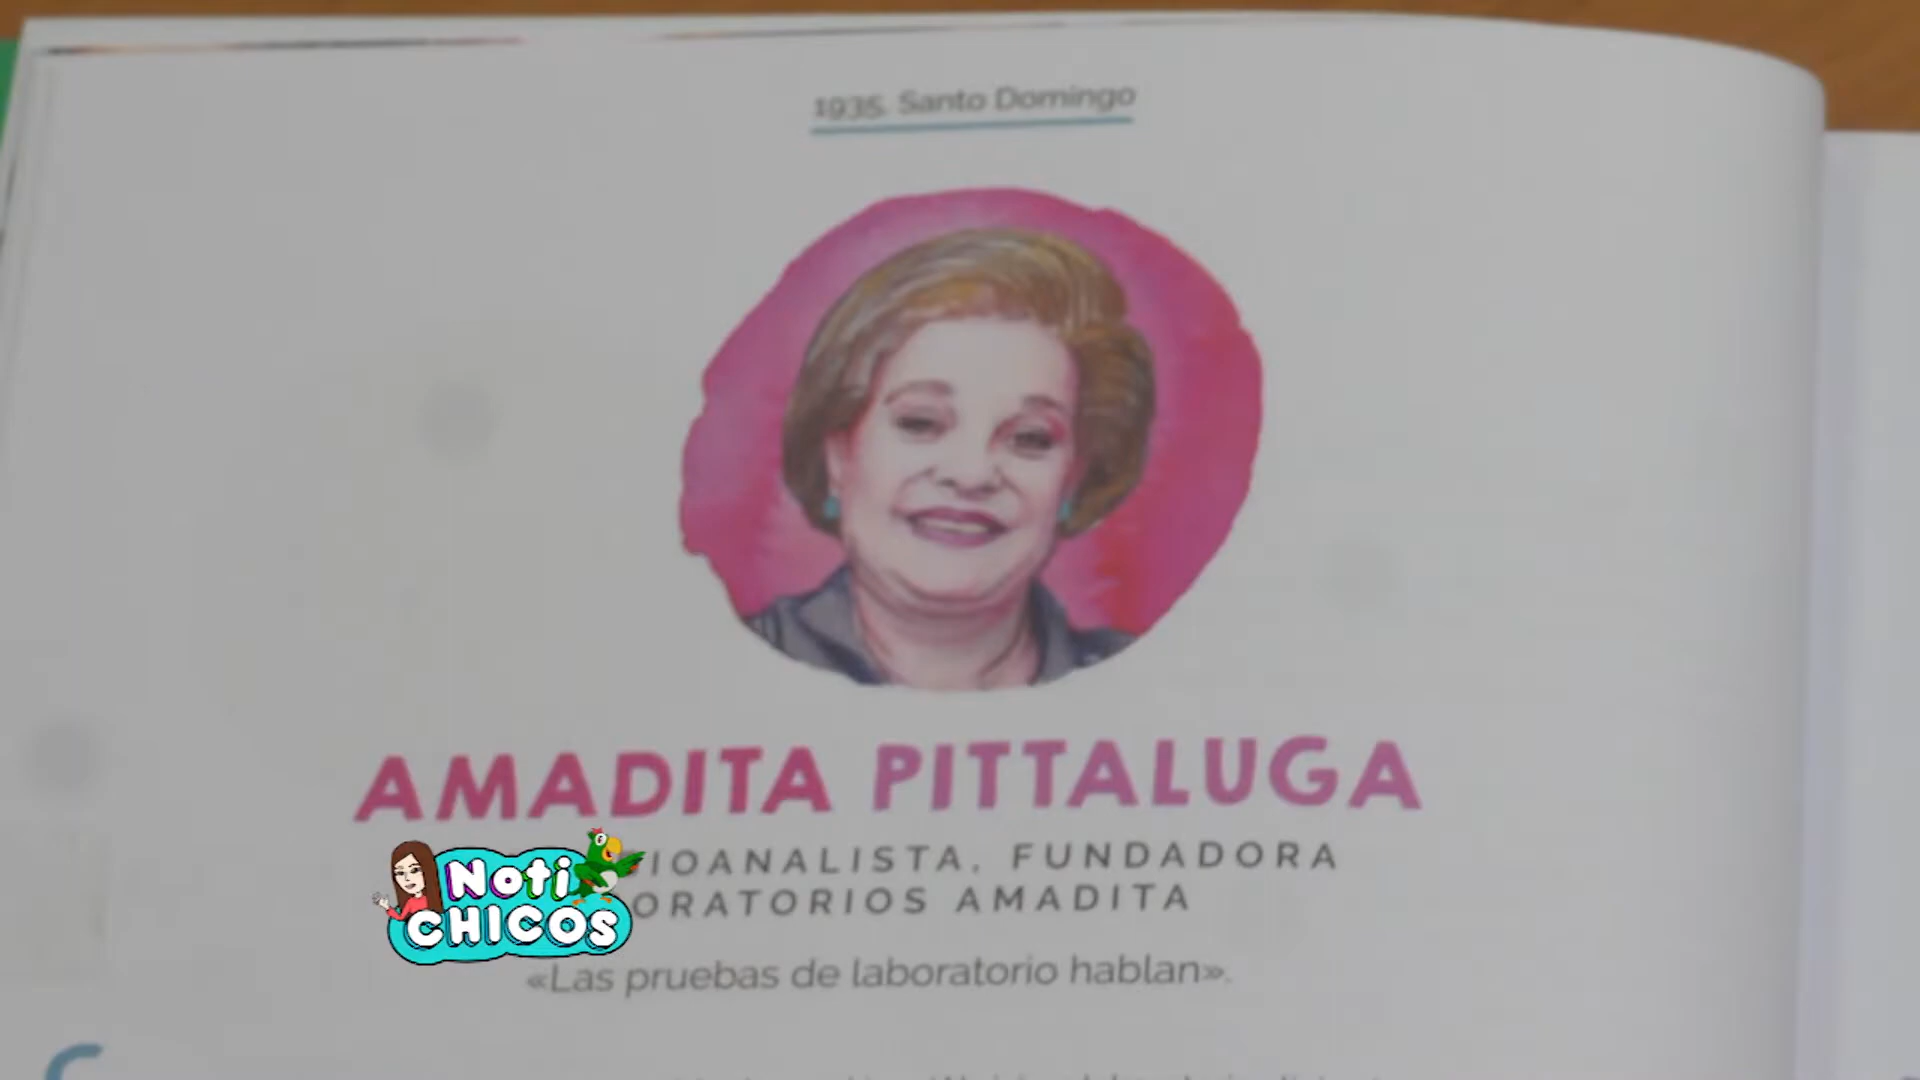 1935. Santo Domingo
AMADITA PITTALUGA
IOANALISTA, FUNDADORA
ORATORIOS AMADITA
Noti
CHICOS
«Las pruebas de laboratorio hablan».